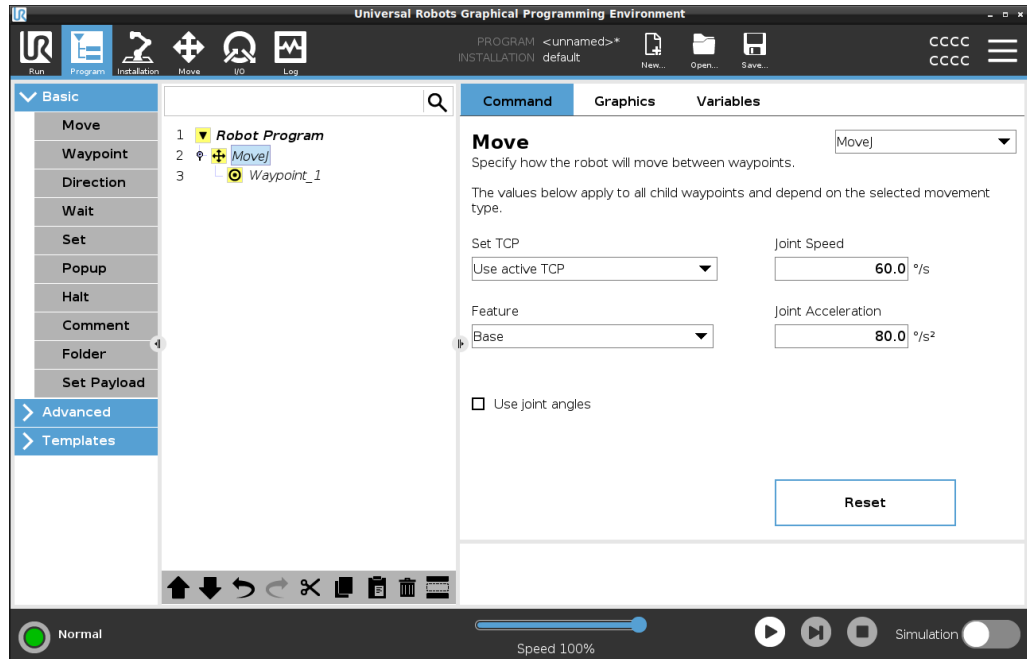 UR
Universal Robots Graphical Programming Environment
UR
Run
Program
Installation
Move
I/O
Log
PROGRAM <unnamed>*
INSTALLATION default
New...
Open...
Save...
CCCC
CCCC
Basic
Move
Waypoint
Direction
Wait
Set
Popup
Halt
Comment
Folder
Set Payload
Advanced
Templates
1 Robot Program
2 MoveJ
3 Waypoint_1
Command Graphics Variables
Move
MoveJ
Specify how the robot will move between waypoints.
The values below apply to all child waypoints and depend on the selected movement
type.
Set TCP
Joint Speed
Use active TCP
60.0 °/s
Feature
Joint Acceleration
Base
80.0 °/s²
Use joint angles
Reset
Normal
Speed 100%
Simulation